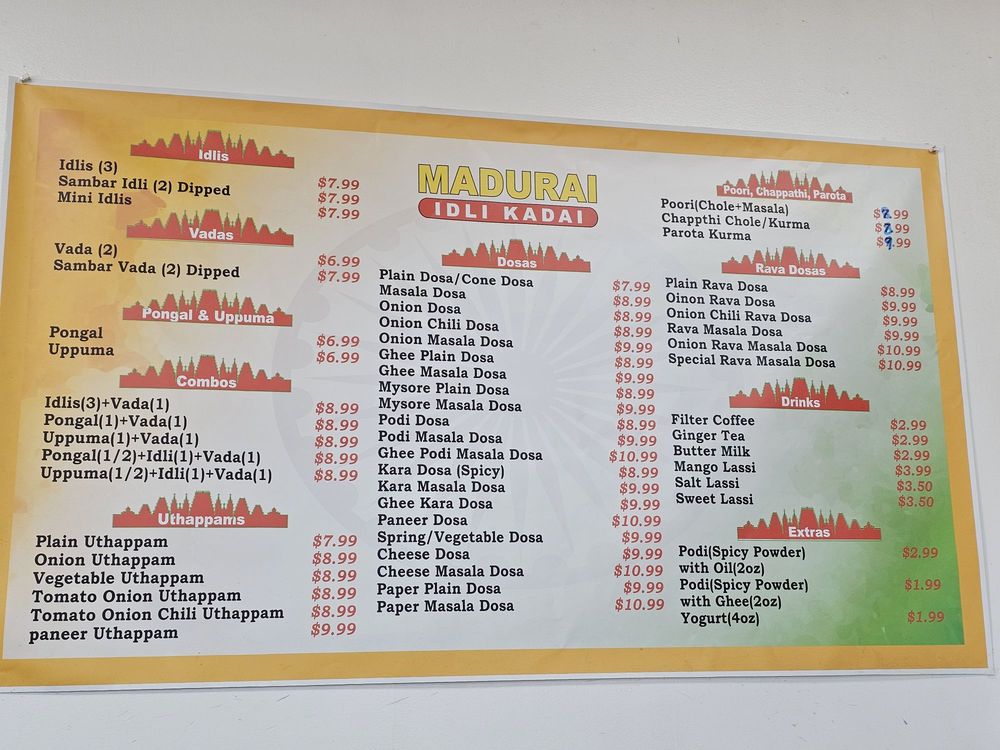 Idlis
Idlis (3) $7.99
Sambar Idli (2) Dipped $7.99
Mini Idlis $7.99
Vadas
Vada (2) $6.99
Sambar Vada (2) Dipped $7.99
Pongal & Uppuma
Pongal $6.99
Uppuma $6.99
Combos
Idlis(3)+Vada(1) $8.99
Pongal(1)+Vada(1) $8.99
Uppuma(1)+Vada(1) $8.99
Pongal(1/2)+Idli(1)+Vada(1) $8.99
Uppuma(1/2)+Idli(1)+Vada(1) $8.99
Uthappams
Plain Uthappam $7.99
Onion Uthappam $8.99
Vegetable Uthappam $8.99
Tomato Onion Uthappam $8.99
Tomato Onion Chili Uthappam $8.99
paneer Uthappam $9.99
MADURAI
IDLI KADAI
Dosas
Plain Dosa/Cone Dosa $7.99
Masala Dosa $8.99
Onion Dosa $8.99
Onion Chili Dosa $8.99
Onion Masala Dosa $9.99
Ghee Plain Dosa $8.99
Ghee Masala Dosa $9.99
Mysore Plain Dosa $8.99
Mysore Masala Dosa $9.99
Podi Dosa $8.99
Podi Masala Dosa $9.99
Ghee Podi Masala Dosa $10.99
Kara Dosa (Spicy) $8.99
Kara Masala Dosa $9.99
Ghee Kara Dosa $9.99
Paneer Dosa $10.99
Spring/Vegetable Dosa $9.99
Cheese Dosa $9.99
Cheese Masala Dosa $10.99
Paper Plain Dosa $9.99
Paper Masala Dosa $10.99
Poori, Chappathi, Parota
Poori(Chole+Masala)
Chappthi Chole/Kurma
Parota Kurma $9.99
Rava Dosas
Plain Rava Dosa $8.99
Oinon Rava Dosa $9.99
Onion Chili Rava Dosa $9.99
Rava Masala Dosa $9.99
Onion Rava Masala Dosa $10.99
Special Rava Masala Dosa $10.99
Drinks
Filter Coffee $2.99
Ginger Tea $2.99
Butter Milk $2.99
Mango Lassi $3.99
Salt Lassi $3.50
Sweet Lassi $3.50
Extras
Podi(Spicy Powder) $2.99
with Oil(2oz)
Podi(Spicy Powder) $1.99
with Ghee(2oz)
Yogurt(4oz) $1.99